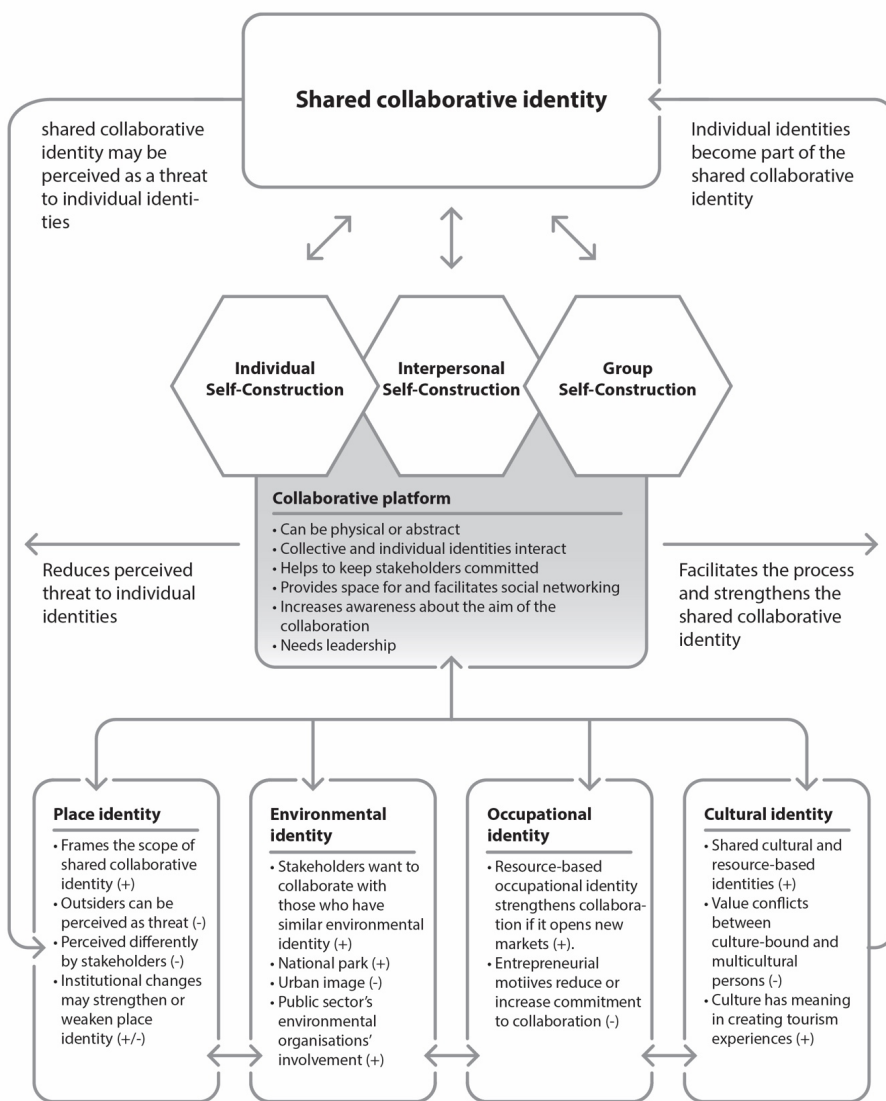 Shared collaborative identity
shared collaborative
identity may be
perceived as a threat
to individual identi-
ties
Individual identities
become part of the
shared collaborative
identity
Individual
Self-Construction
Interpersonal
Self-Construction
Group
Self-Construction
Collaborative platform
• Can be physical or abstract
• Collective and individual identities interact
• Helps to keep stakeholders committed
• Provides space for and facilitates social networking
• Increases awareness about the aim of the
collaboration
• Needs leadership
Reduces perceived
threat to individual
identities
Facilitates the process
and strengthens the
shared collaborative
identity
Place identity
• Frames the scope of
shared collaborative
identity (+)
• Outsiders can be
perceived as threat (-)
• Perceived differently
by stakeholders (-)
• Institutional changes
may strengthen or
weaken place
identity (+/-)
Environmental
identity
• Stakeholders want to
collaborate with
those who have
similar environmental
identity (+)
• National park (+)
• Urban image (-)
• Public sector’s
environmental
organisations’
involvement (+)
Occupational
identity
• Resource-based
occupational identity
strengthens collabora-
tion if it opens new
markets (+).
• Entrepreneurial
motiives reduce or
increase commitment
to collaboration (-)
Cultural identity
• Shared cultural and
resource-based
identities (+)
• Value conflicts
between
culture-bound and
multicultural
persons (-)
• Culture has meaning
in creating tourism
experiences (+)